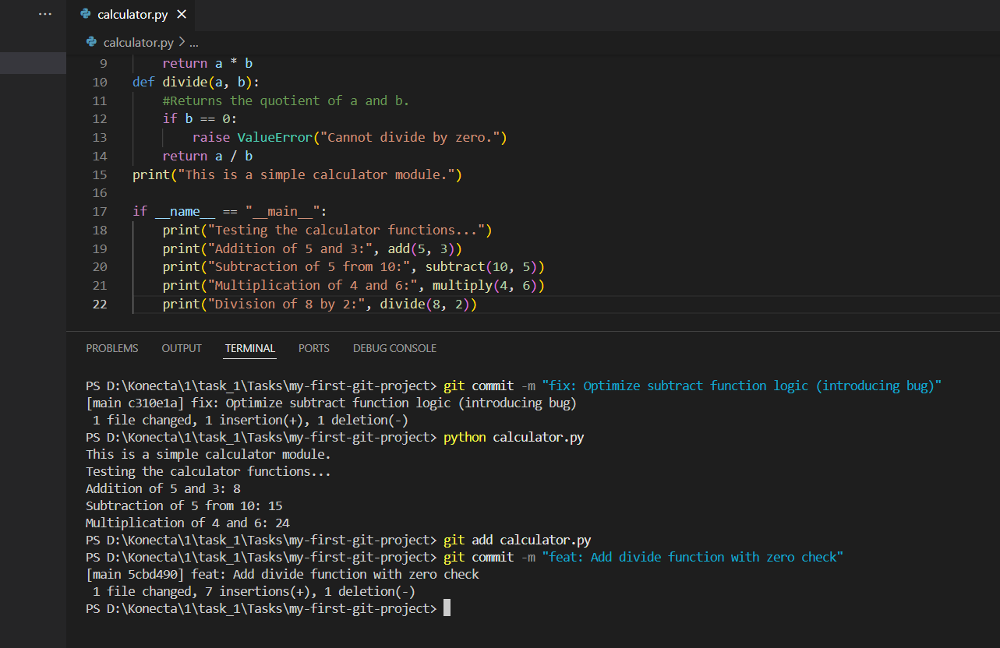 ... calculator.py ×
calculator.py > ...
9 return a * b
10 def divide(a, b):
11 #Returns the quotient of a and b.
12 if b == 0:
13 raise ValueError("Cannot divide by zero.")
14 return a / b
15 print("This is a simple calculator module.")
16
17 if __name__ == "__main__":
18 print("Testing the calculator functions...")
19 print("Addition of 5 and 3:", add(5, 3))
20 print("Subtraction of 5 from 10:", subtract(10, 5))
21 print("Multiplication of 4 and 6:", multiply(4, 6))
22 print("Division of 8 by 2:", divide(8, 2))
PROBLEMS OUTPUT TERMINAL PORTS DEBUG CONSOLE
PS D:\Konecta\1\task_1\Tasks\my-first-git-project> git commit -m "fix: Optimize subtract function logic (introducing bug)"
[main c310e1a] fix: Optimize subtract function logic (introducing bug)
1 file changed, 1 insertion(+), 1 deletion(-)
PS D:\Konecta\1\task_1\Tasks\my-first-git-project> python calculator.py
This is a simple calculator module.
Testing the calculator functions...
Addition of 5 and 3: 8
Subtraction of 5 from 10: 15
Multiplication of 4 and 6: 24
PS D:\Konecta\1\task_1\Tasks\my-first-git-project> git add calculator.py
PS D:\Konecta\1\task_1\Tasks\my-first-git-project> git commit -m "feat: Add divide function with zero check"
[main 5cbd490] feat: Add divide function with zero check
1 file changed, 7 insertions(+), 1 deletion(-)
PS D:\Konecta\1\task_1\Tasks\my-first-git-project>